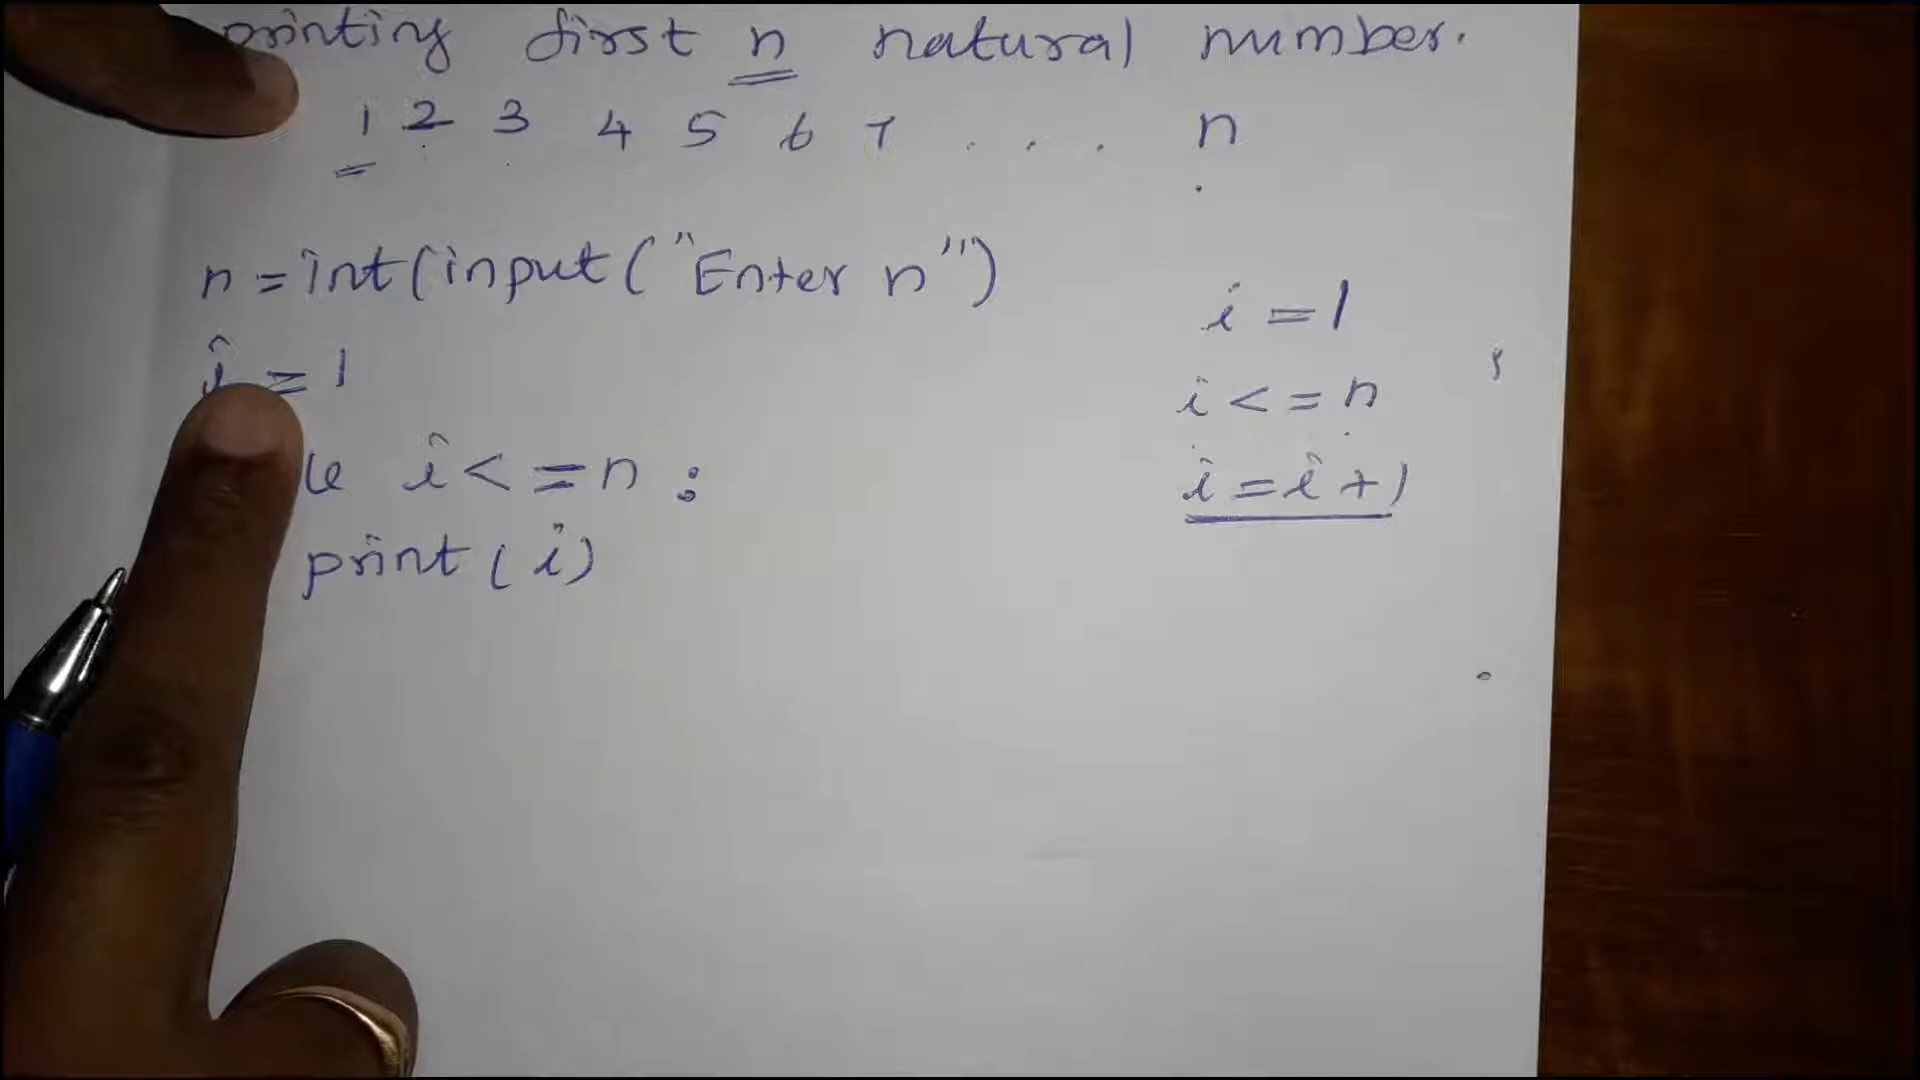 printing first n natural number.
1 2 3 4 5 6 7 . . . n
n = int(input("Enter n")
i = 1
le i <= n :
print(i)
i = 1
i <= n
i = i + 1